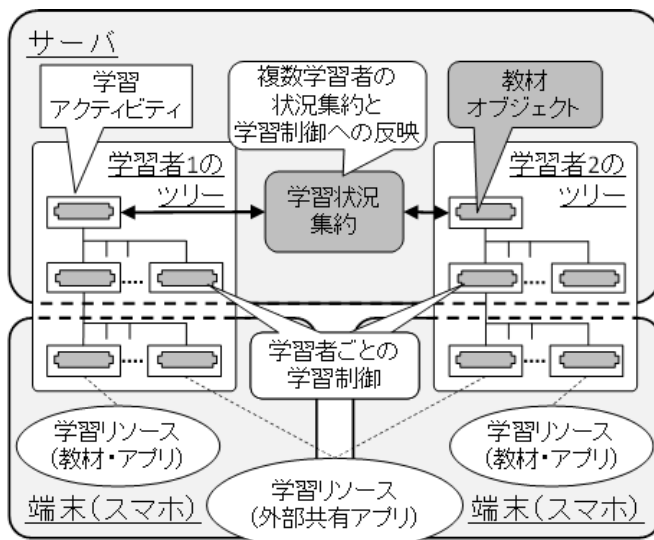 サーバ
学習
アクティビティ
複数学習者の
状況集約と
学習制御への反映
教材
オブジェクト
学習者1の
ツリー
学習状況
集約
学習者2の
ツリー
学習者ごとの
学習制御
学習リソース
(教材・アプリ)
学習リソース
(教材・アプリ)
学習リソース
(外部共有アプリ)
端末(スマホ)
端末(スマホ)